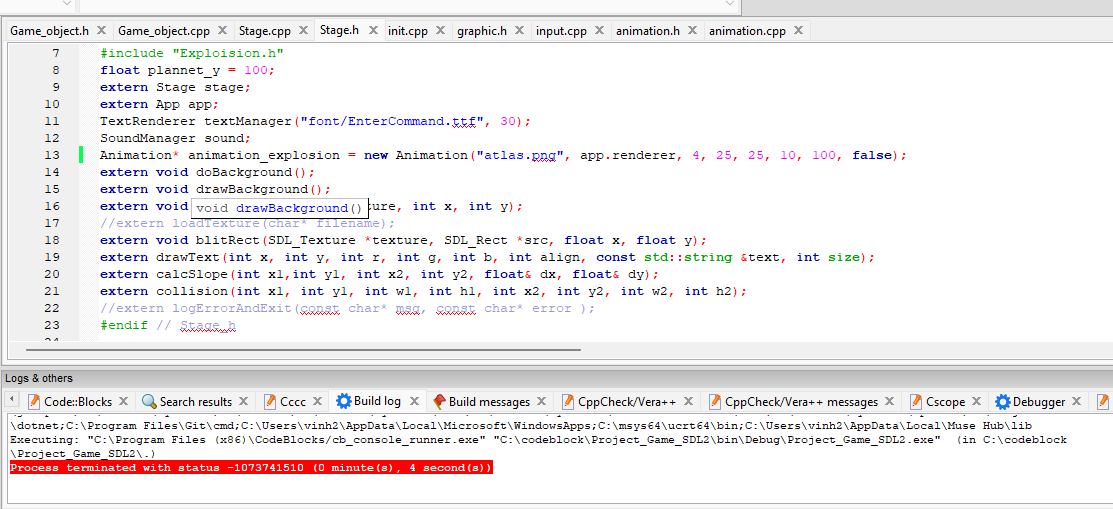 Game_object.h X Game_object.cpp X Stage.cpp X Stage.h X init.cpp X graphic.h X input.cpp X animation.h X animation.cpp X
7 #include "Exploision.h"
8 float plannet_y = 100;
9 extern Stage stage;
10 extern App app;
11 TextRenderer textManager("font/EnterCommand.ttf", 30);
12 SoundManager sound;
13 Animation* animation_explosion = new Animation("atlas.png", app.renderer, 4, 25, 25, 10, 100, false);
14 extern void doBackground();
15 extern void drawBackground();
16 extern void void drawBackground() ure, int x, int y);
17 //extern loadTexture(char* filename);
18 extern void blitRect(SDL_Texture *texture, SDL_Rect *src, float x, float y);
19 extern drawText(int x, int y, int r, int g, int b, int align, const std::string &text, int size);
20 extern calcSlope(int x1,int y1, int x2, int y2, float& dx, float& dy);
21 extern collision(int x1, int y1, int w1, int h1, int x2, int y2, int w2, int h2);
22 //extern logErrorAndExit(const char* msg, const char* error );
23 #endif // Stage_h
Logs & others
Code::Blocks X Search results X Cccc X Build log X Build messages X CppCheck/Vera++ X CppCheck/Vera++ messages X Cscope X Debugger X
\dotnet;C:\Program Files\Git\cmd;C:\Users\vinh2\AppData\Local\Microsoft\WindowsApps;C:\msys64\ucrt64\bin;C:\Users\vinh2\AppData\Local\Muse Hub\lib
Executing: "C:\Program Files (x86)\CodeBlocks/cb_console_runner.exe" "C:\codeblock\Project_Game_SDL2\bin\Debug\Project_Game_SDL2.exe" (in C:\codeblock
\Project_Game_SDL2\.)
Process terminated with status -1073741510 (0 minute(s), 4 second(s))